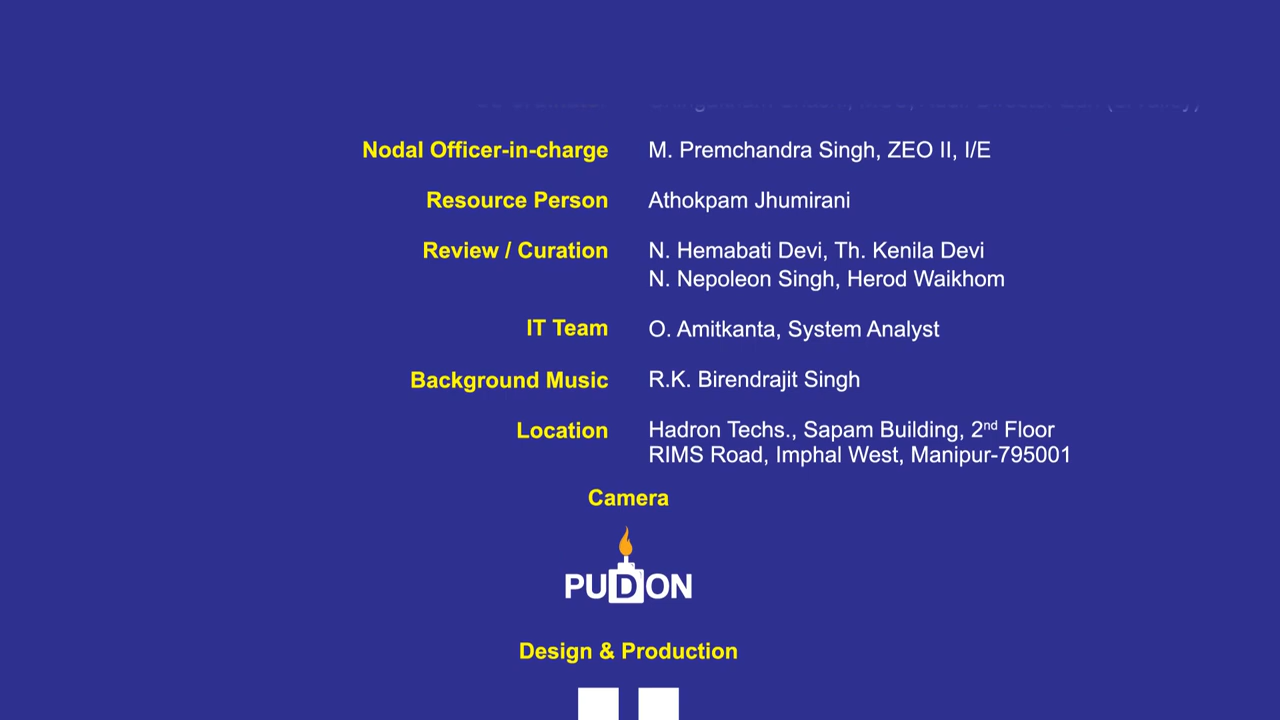 Nodal Officer-in-charge M. Premchandra Singh, ZEO II, I/E
Resource Person Athokpam Jhumirani
Review / Curation N. Hemabati Devi, Th. Kenila Devi
N. Nepoleon Singh, Herod Waikhom
IT Team O. Amitkanta, System Analyst
Background Music R.K. Birendrajit Singh
Location Hadron Techs., Sapam Building, 2nd Floor
RIMS Road, Imphal West, Manipur-795001
Camera
PUDON
Design & Production